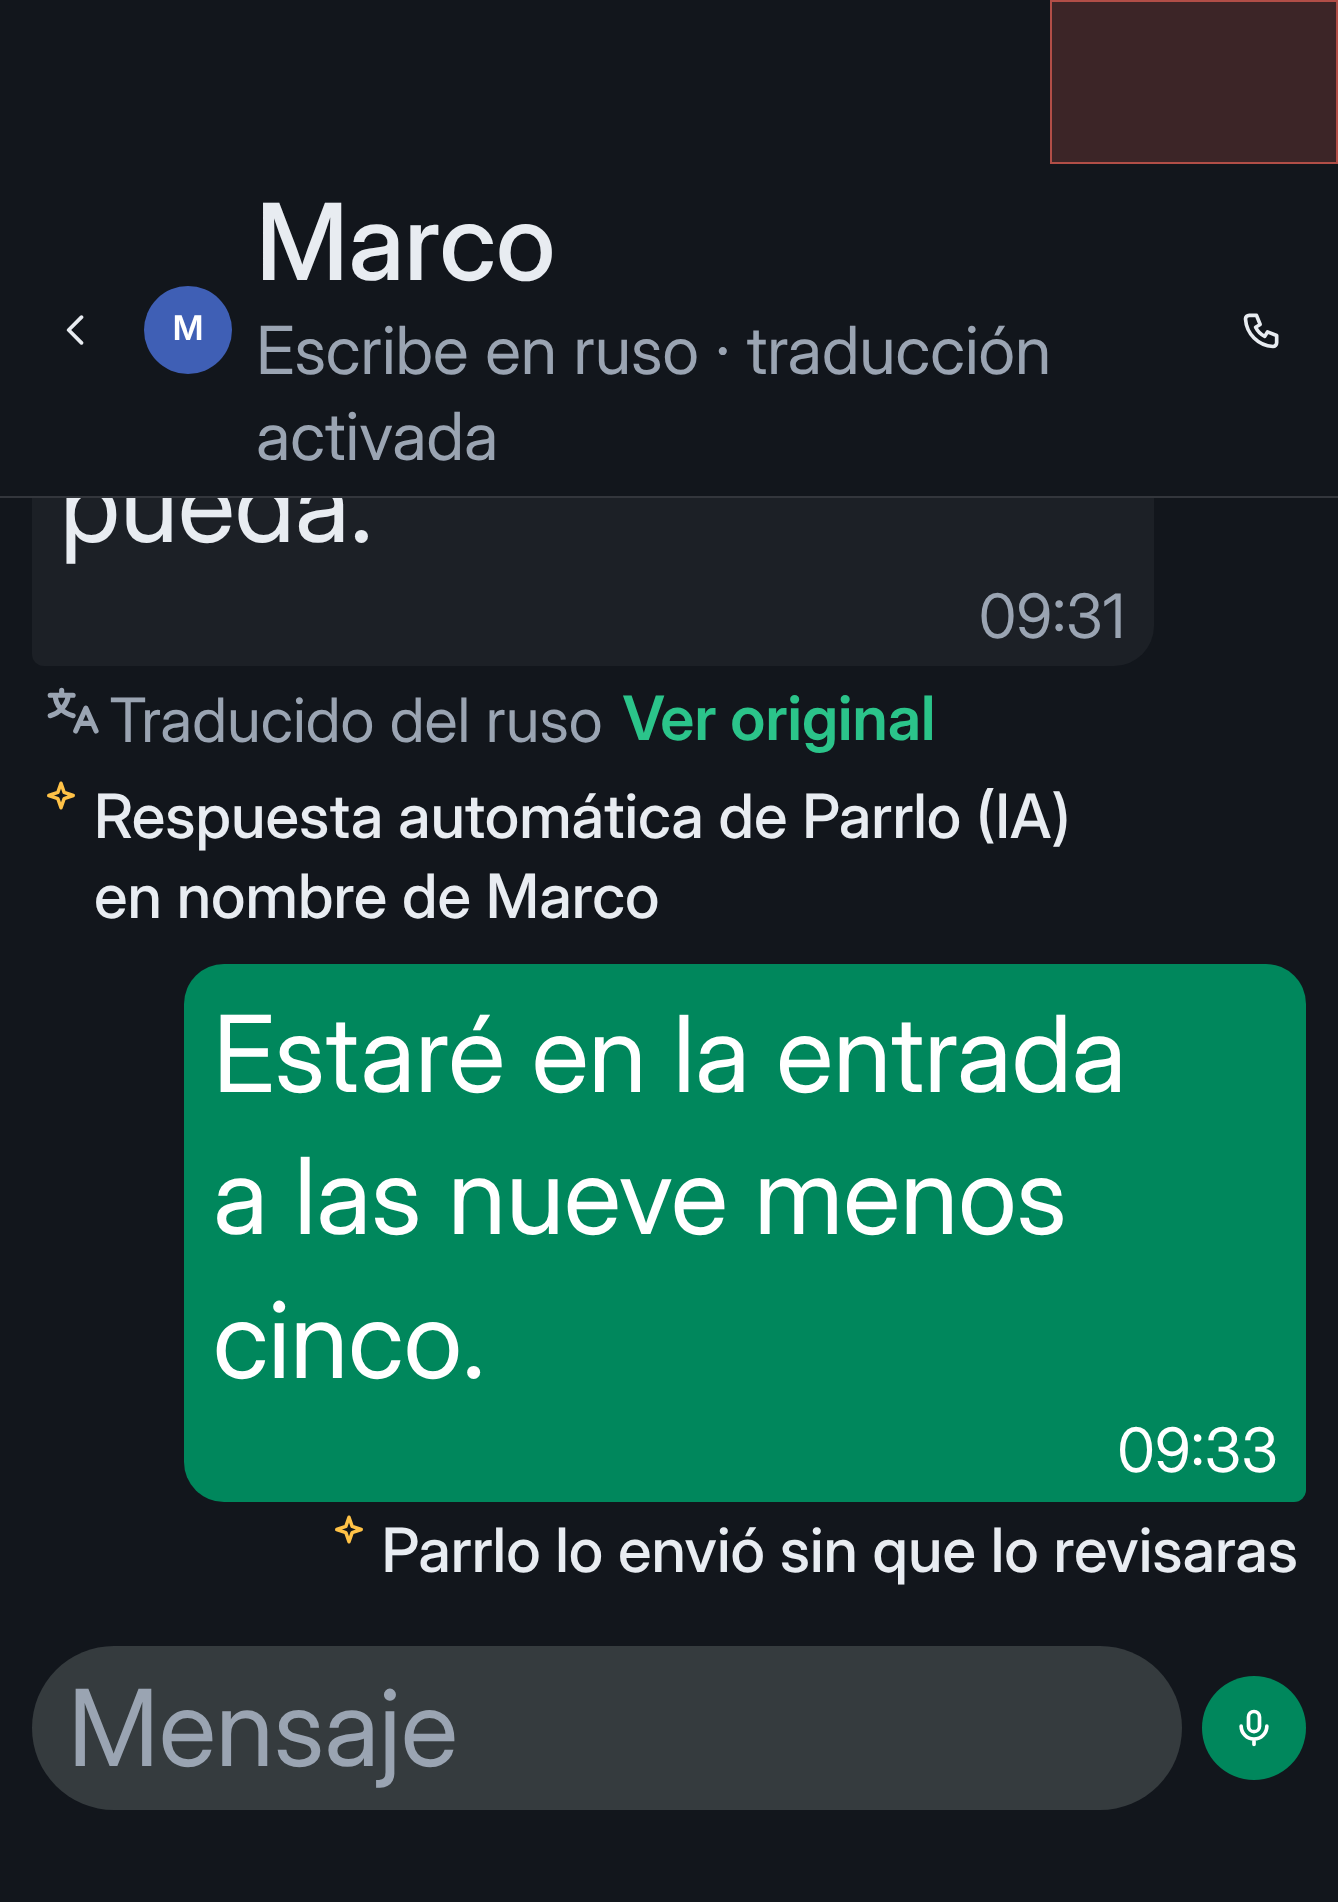 Marco
M
Escribe en ruso · traducción
activada
pueda.
09:31
Traducido del ruso Ver original
Respuesta automática de Parrlo (IA)
en nombre de Marco
Estaré en la entrada
a las nueve menos
cinco.
09:33
Parrlo lo envió sin que lo revisaras
Mensaje